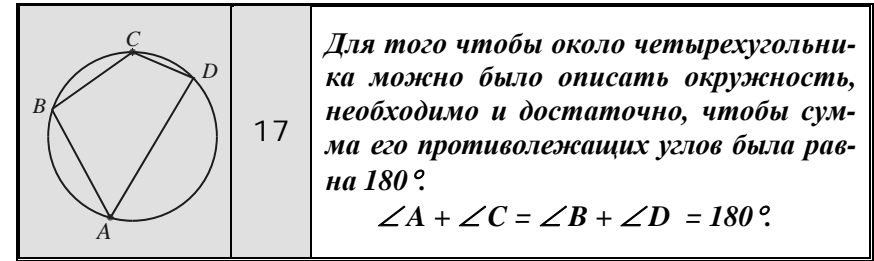 C
D
B
A
17
Для того чтобы около четырехугольни-
ка можно было описать окружность,
необходимо и достаточно, чтобы сум-
ма его противолежащих углов была рав-
на 180°.
∠A + ∠C = ∠B + ∠D = 180°.